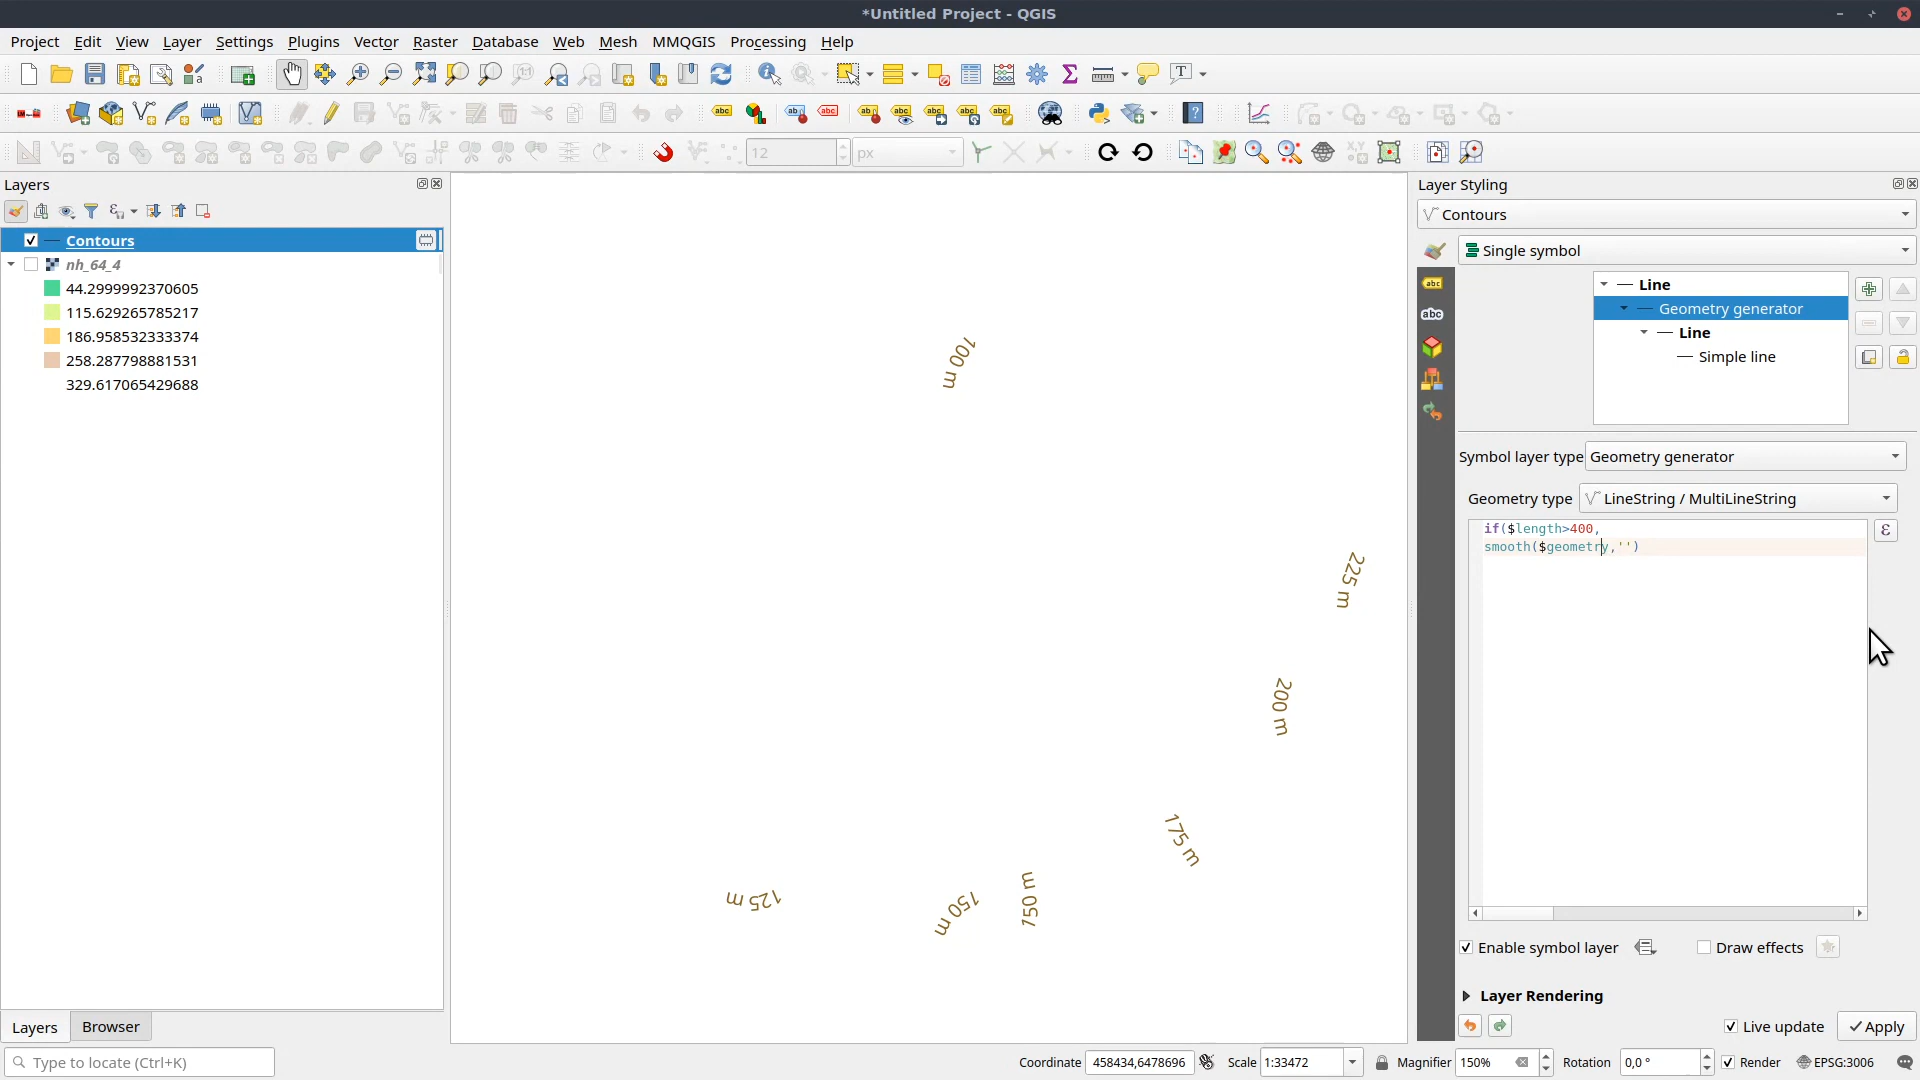 *Untitled Project - QGIS
Project Edit View Layer Settings Plugins Vector Raster Database Web Mesh MMQGIS Processing Help
12 px
Layers
Contours
nh_64_4
44.2999992370605
115.629265785217
186.958532333374
258.287798881531
329.617065429688
100 m
225 m
200 m
175 m
150 m
150 m
125 m
Layer Styling
Contours
Single symbol
Line
Geometry generator
Line
Simple line
Symbol layer type Geometry generator
Geometry type LineString / MultiLineString
if($length>400,
smooth($geometry,'')
ε
Enable symbol layer Draw effects
Layer Rendering
Live update Apply
Layers Browser
Type to locate (Ctrl+K)
Coordinate 458434,6478696 Scale 1:33472 Magnifier 150% Rotation 0,0 ° Render EPSG:3006